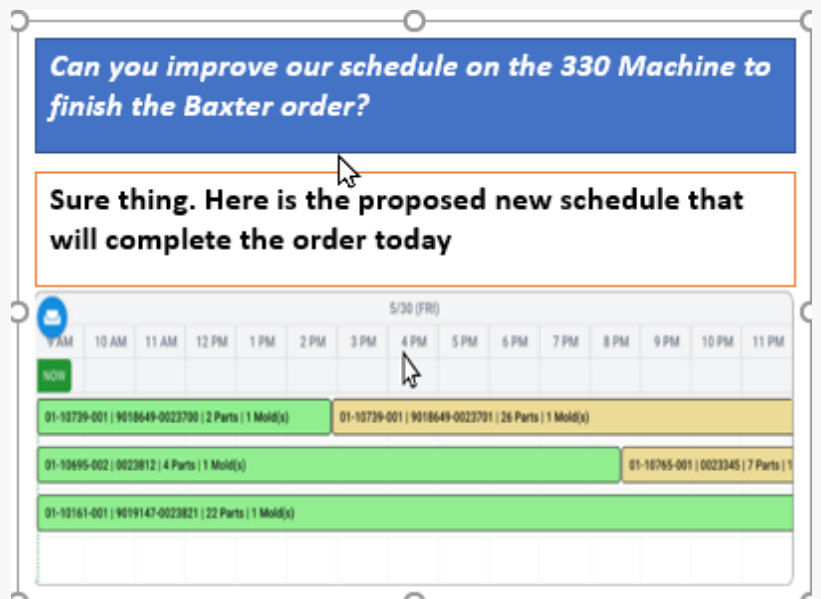 Can you improve our schedule on the 330 Machine to
finish the Baxter order?
Sure thing. Here is the proposed new schedule that
will complete the order today
5/30 (FRI)
9 AM 10 AM 11 AM 12 PM 1 PM 2 PM 3 PM 4 PM 5 PM 6 PM 7 PM 8 PM 9 PM 10 PM 11 PM
NOW
01-10739-001 | 9018649-0023700 | 2 Parts | 1 Mold(s) 01-10739-001 | 9018649-0023701 | 26 Parts | 1 Mold(s)
01-10695-002 | 0023812 | 4 Parts | 1 Mold(s) 01-10765-001 | 0023345 | 7 Parts | 1
01-10161-001 | 9019147-0023821 | 22 Parts | 1 Mold(s)